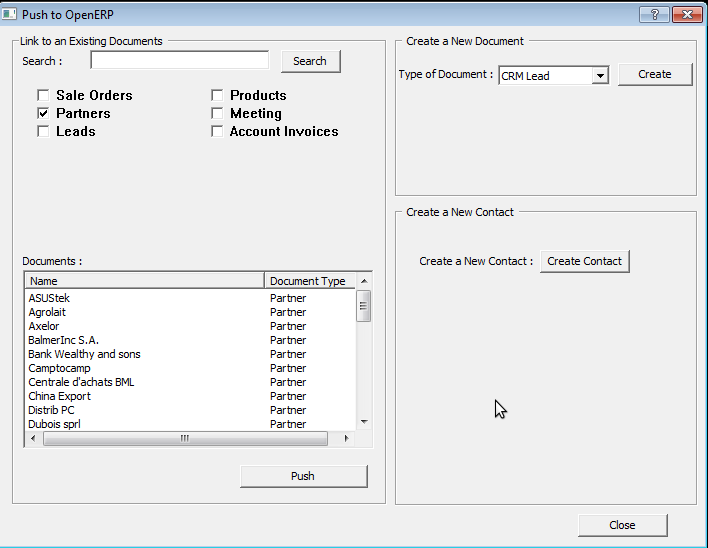 Push to OpenERP
Link to an Existing Documents
Search :
Search
Sale Orders
Products
Partners
Meeting
Leads
Account Invoices
Documents :
Name Document Type
ASUStek Partner
Agrolait Partner
Axelor Partner
BalmerInc S.A. Partner
Bank Wealthy and sons Partner
Camptocamp Partner
Centrale d'achats BML Partner
China Export Partner
Distrib PC Partner
Dubois sprl Partner
Push
Create a New Document
Type of Document : CRM Lead Create
Create a New Contact
Create a New Contact : Create Contact
Close